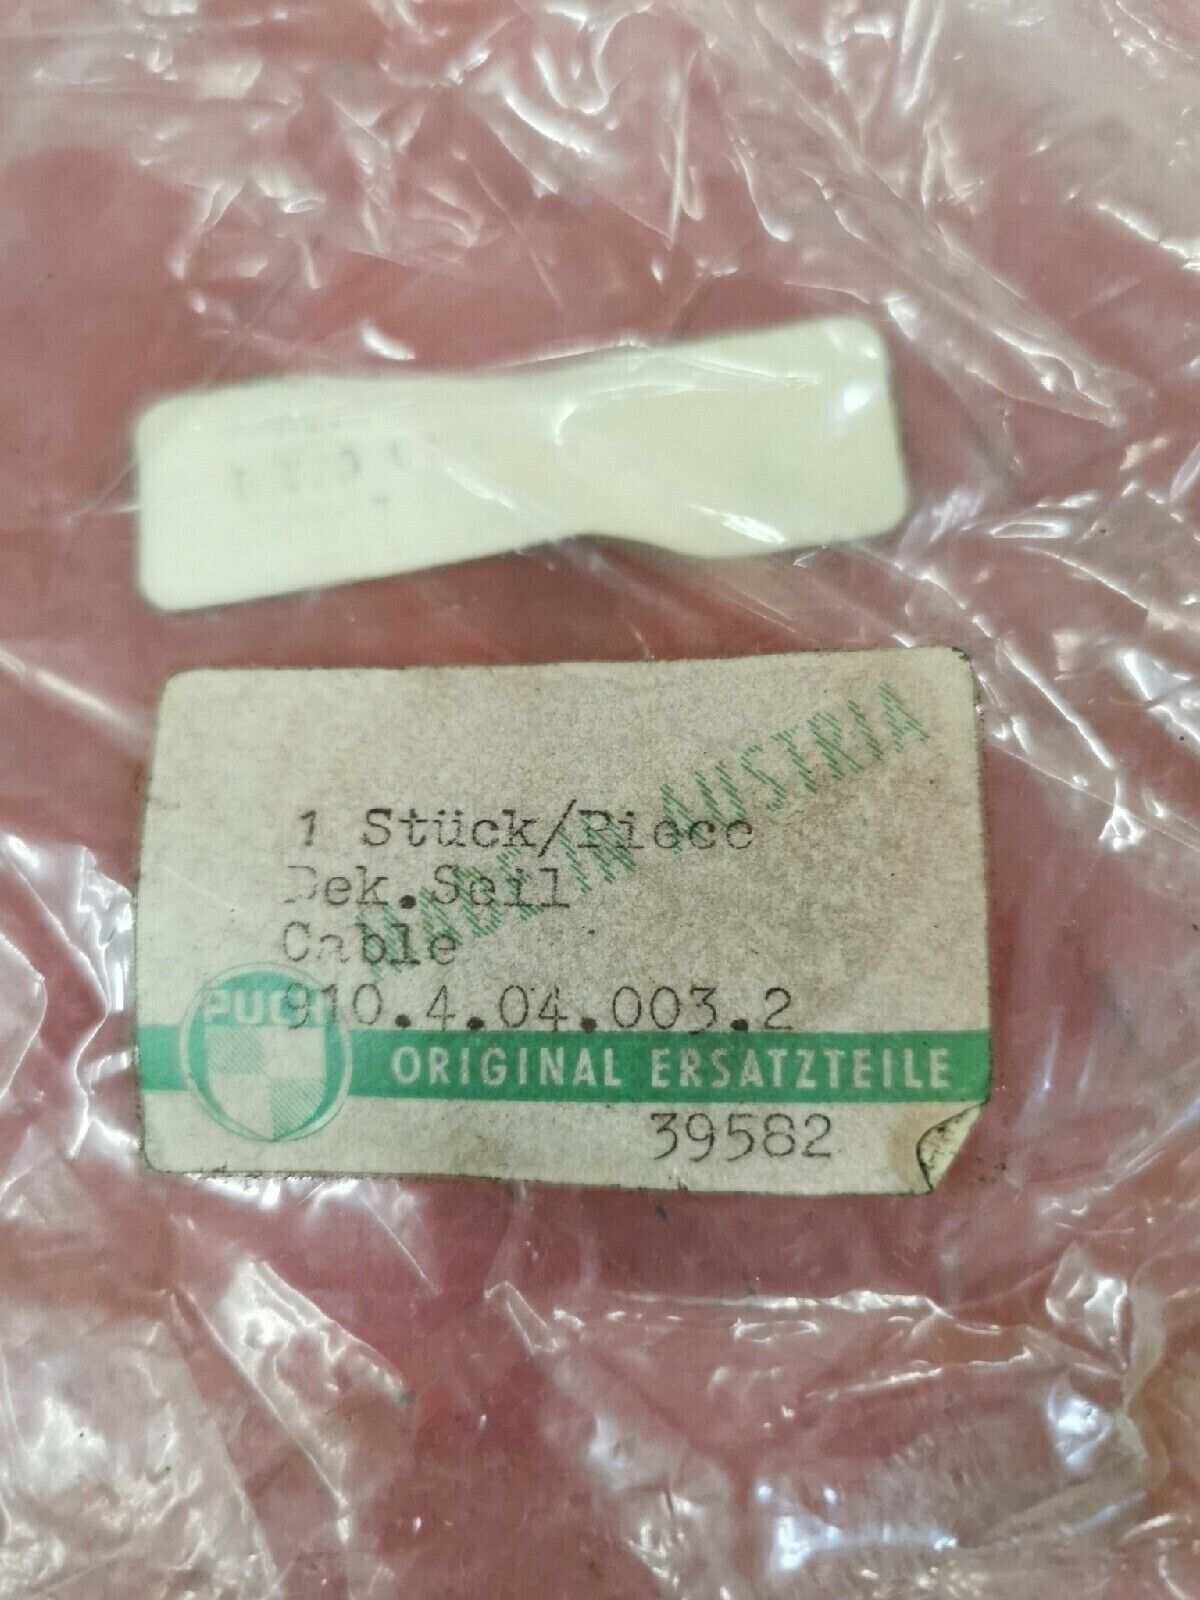 MADE IN AUSTRIA
1 Stück/Piece
Dek.Seil
Cable
910.4.04.003.2
PUCH
ORIGINAL ERSATZTEILE
39582